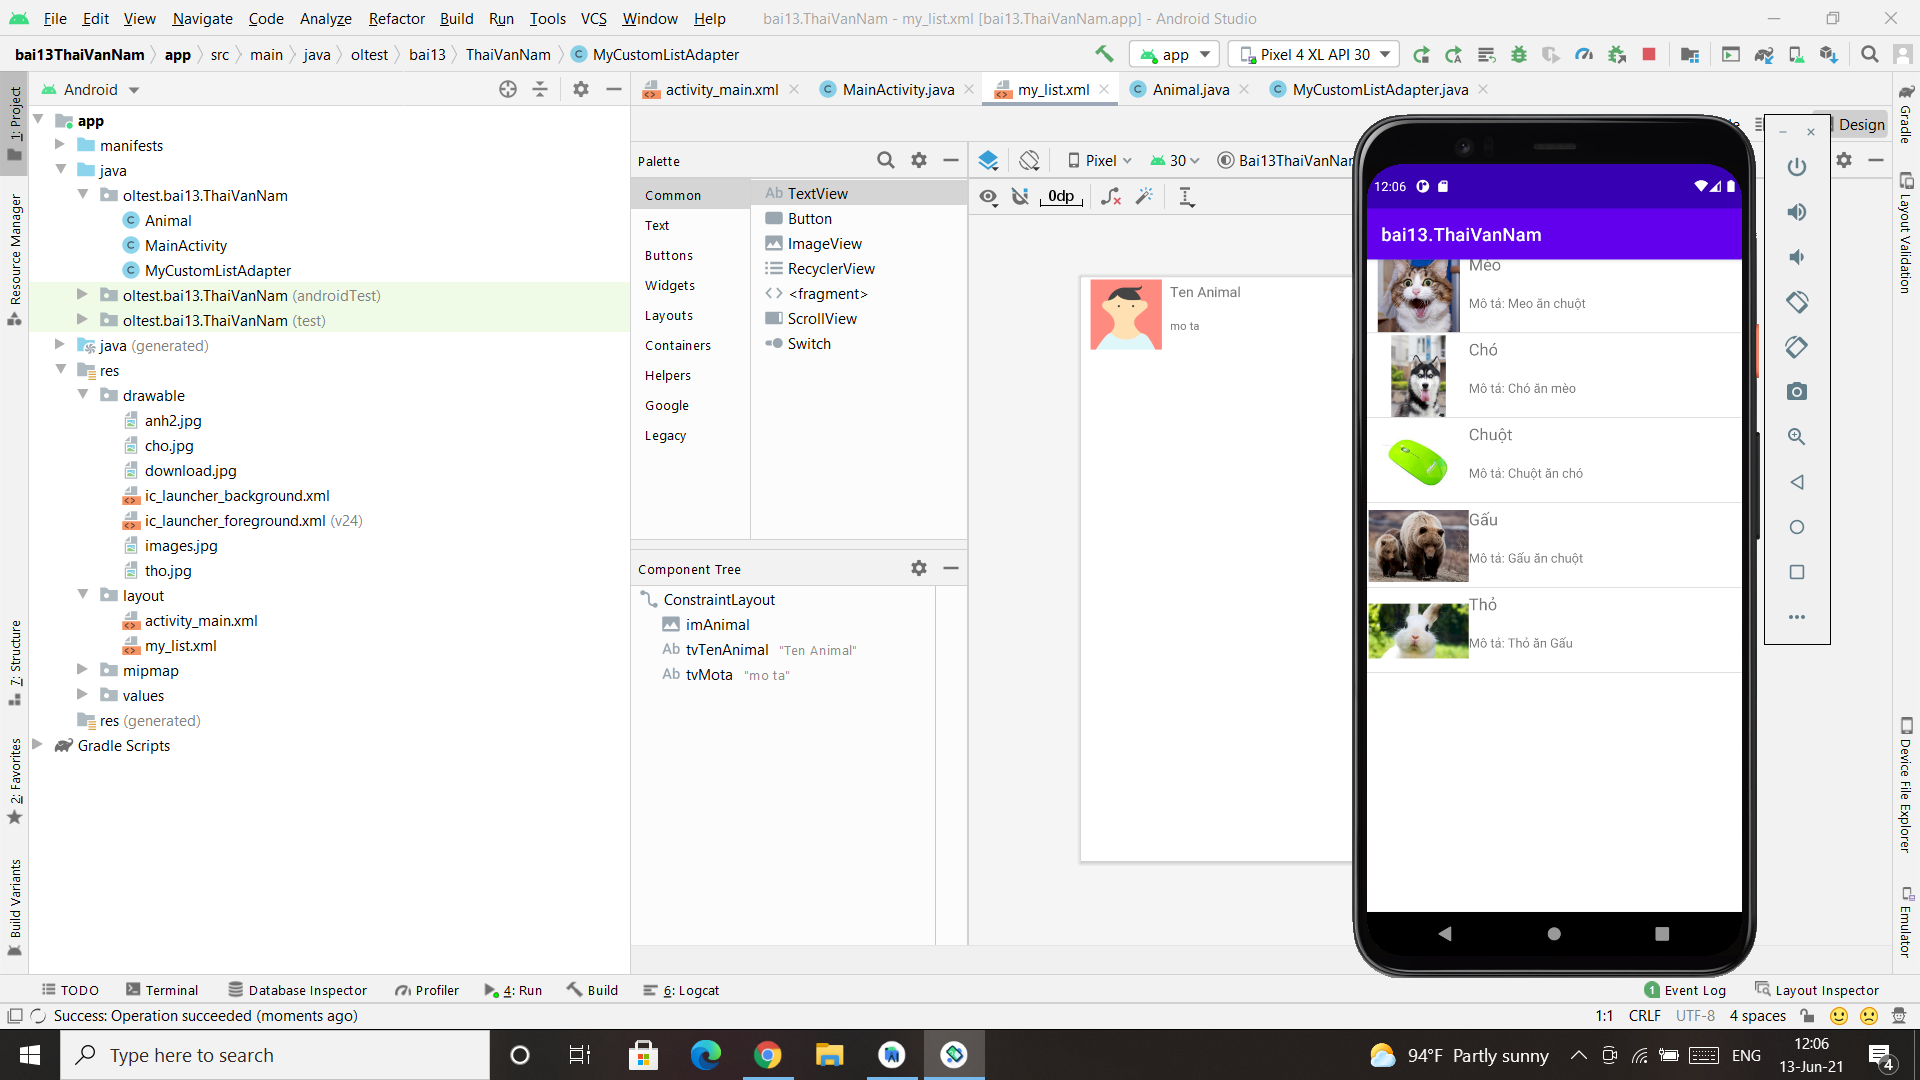 File Edit View Navigate Code Analyze Refactor Build Run Tools VCS Window Help bai13.ThaiVanNam - my_list.xml [bai13.ThaiVanNam.app] - Android Studio
bai13ThaiVanNam app src main java oltest bai13 ThaiVanNam MyCustomListAdapter app Pixel 4 XL API 30
Android activity_main.xml MainActivity.java my_list.xml Animal.java MyCustomListAdapter.java
Design
1: Project
Resource Manager
7: Structure
2: Favorites
Build Variants
app
manifests
java
oltest.bai13.ThaiVanNam
Animal
MainActivity
MyCustomListAdapter
oltest.bai13.ThaiVanNam (androidTest)
oltest.bai13.ThaiVanNam (test)
java (generated)
res
drawable
anh2.jpg
cho.jpg
download.jpg
ic_launcher_background.xml
ic_launcher_foreground.xml (v24)
images.jpg
tho.jpg
layout
activity_main.xml
my_list.xml
mipmap
values
res (generated)
Gradle Scripts
Palette
Common
Text
Buttons
Widgets
Layouts
Containers
Helpers
Google
Legacy
Ab TextView
Button
ImageView
RecyclerView
<fragment>
ScrollView
Switch
Component Tree
ConstraintLayout
imAnimal
Ab tvTenAnimal "Ten Animal"
Ab tvMota "mo ta"
Pixel 30 Bai13ThaiVanNam
0dp
Ten Animal
mo ta
12:06
bai13.ThaiVanNam
Mèo
Mô tả: Meo ăn chuột
Chó
Mô tả: Chó ăn mèo
Chuột
Mô tả: Chuột ăn chó
Gấu
Mô tả: Gấu ăn chuột
Thỏ
Mô tả: Thỏ ăn Gấu
Gradle
Layout Validation
Device File Explorer
Emulator
TODO Terminal Database Inspector Profiler 4: Run Build 6: Logcat 1 Event Log Layout Inspector
Success: Operation succeeded (moments ago) 1:1 CRLF UTF-8 4 spaces
Type here to search 94°F Partly sunny ENG 12:06
13-Jun-21 4